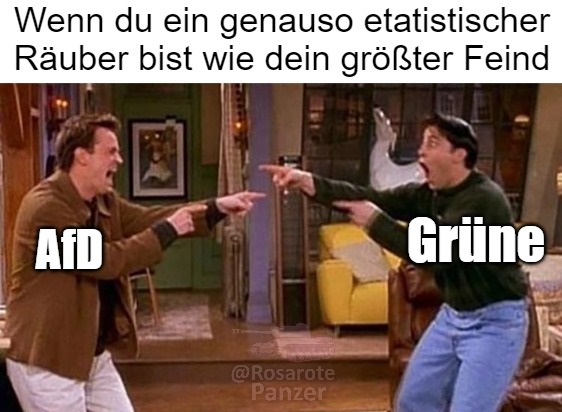 Wenn du ein genauso etatistischer
Räuber bist wie dein größter Feind
AfD
Grüne
@Rosarote
Panzer